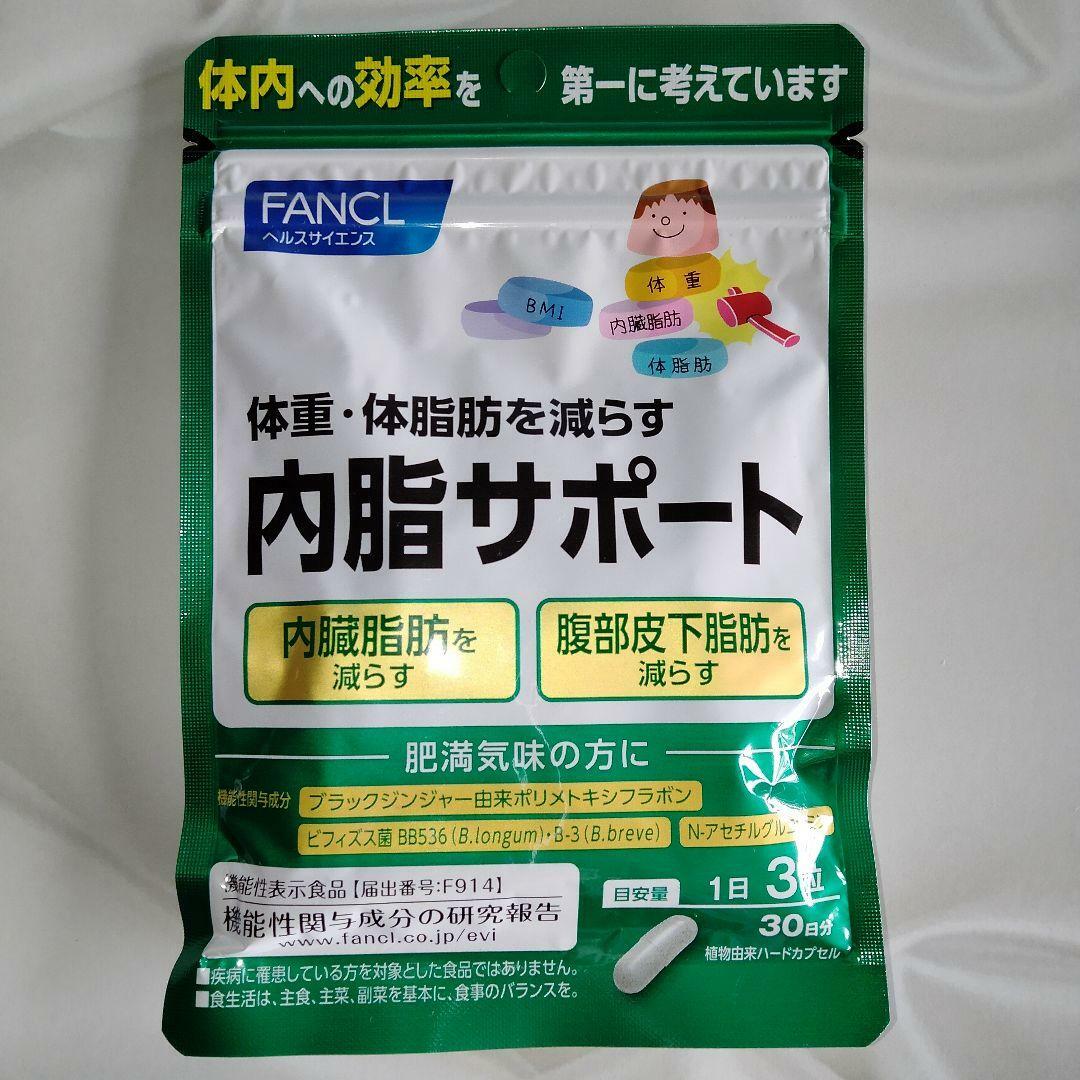 体内への効率を 第一に考えています
FANCL
ヘルスサイエンス
体重
BMI
内臓脂肪
体脂肪
体重・体脂肪を減らす
内脂サポート
内臓脂肪を
減らす
腹部皮下脂肪を
減らす
肥満気味の方に
機能性関与成分
ブラックジンジャー由来ポリメトキシフラボン
ビフィズス菌 BB536 (B.longum)・B-3 (B.breve)
機能性表示食品【届出番号:F914】
機能性関与成分の研究報告
www.fancl.co.jp/evi
目安量 1日 3粒
30日分
植物由来ハードカプセル
■疾病に罹患している方を対象とした食品ではありません。
■食生活は、主食、主菜、副菜を基本に、食事のバランスを。